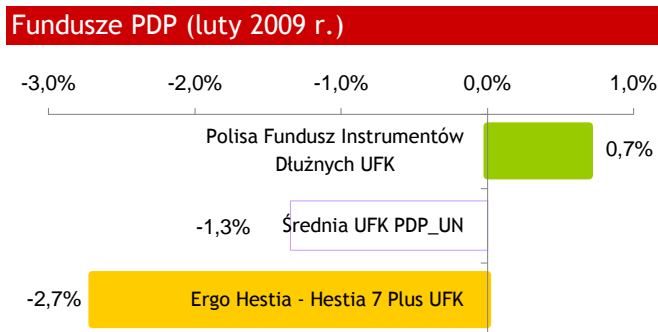 Fundusze PDP (luty 2009 r.)
-3,0% -2,0% -1,0% 0,0% 1,0%
Polisa Fundusz Instrumentów
Dłużnych UFK
0,7%
-1,3% Średnia UFK PDP_UN
-2,7% Ergo Hestia - Hestia 7 Plus UFK